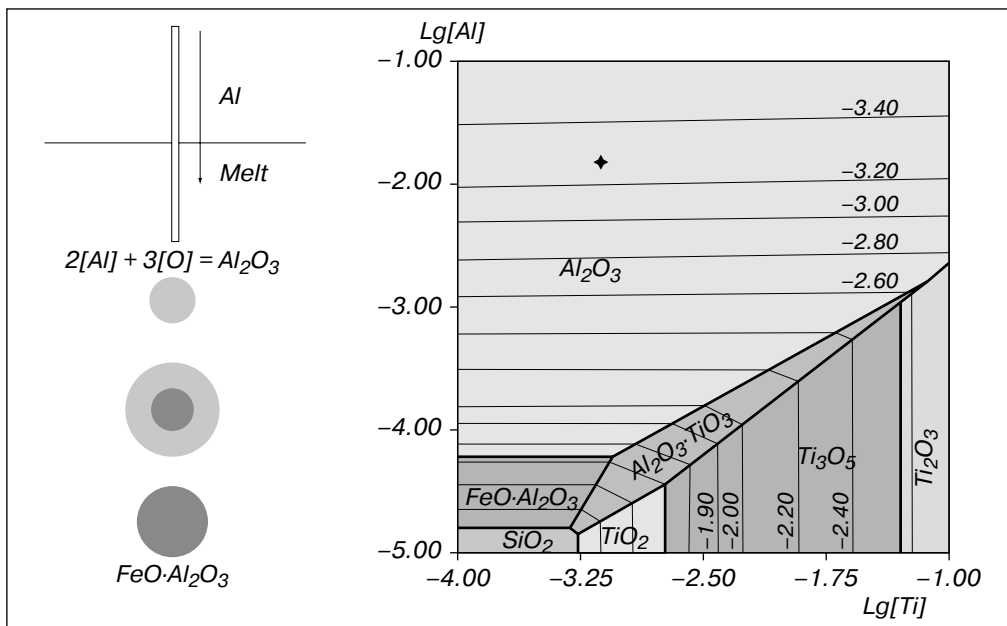 Al
Melt
2[Al] + 3[O] = Al₂O₃
FeO·Al₂O₃
Lg[Al]
−1.00
−2.00
−3.00
−4.00
−5.00
−3.40
−3.20
−3.00
−2.80
−2.60
Al₂O₃
Al₂O₃·TiO₃
Ti₃O₅
Ti₂O₃
FeO·Al₂O₃
SiO₂
TiO₂
−1.90
−2.00
−2.20
−2.40
−4.00
−3.25
−2.50
−1.75
−1.00
Lg[Ti]